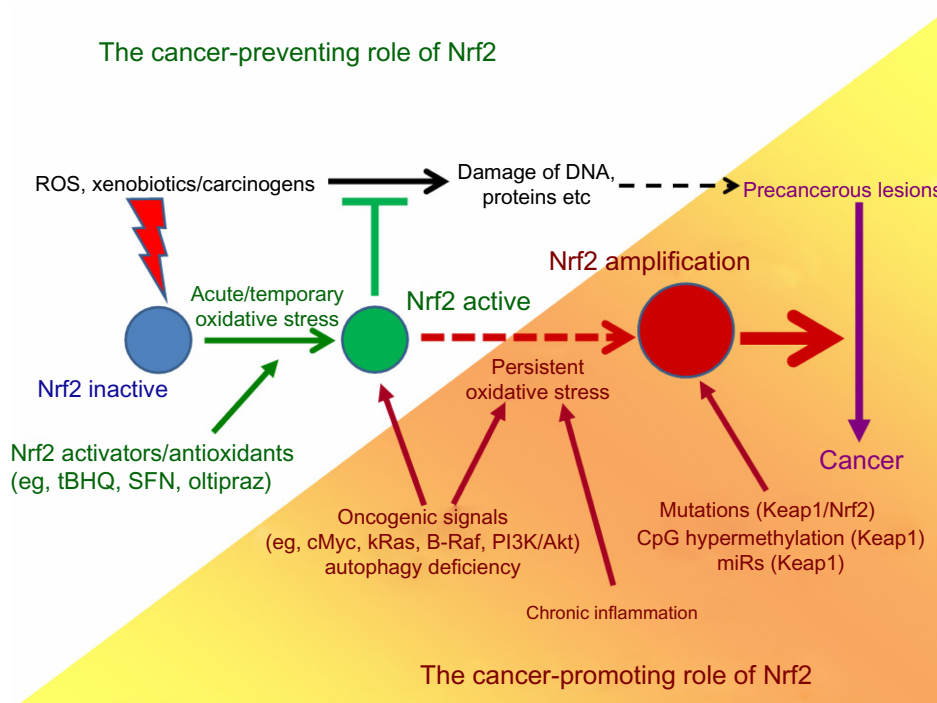 The cancer-preventing role of Nrf2
ROS, xenobiotics/carcinogens
Damage of DNA,
proteins etc
Precancerous lesions
Nrf2 amplification
Acute/temporary
oxidative stress
Nrf2 active
Nrf2 inactive
Persistent
oxidative stress
Nrf2 activators/antioxidants
(eg, tBHQ, SFN, oltipraz)
Cancer
Oncogenic signals
(eg, cMyc, kRas, B-Raf, PI3K/Akt)
autophagy deficiency
Mutations (Keap1/Nrf2)
CpG hypermethylation (Keap1)
miRs (Keap1)
Chronic inflammation
The cancer-promoting role of Nrf2